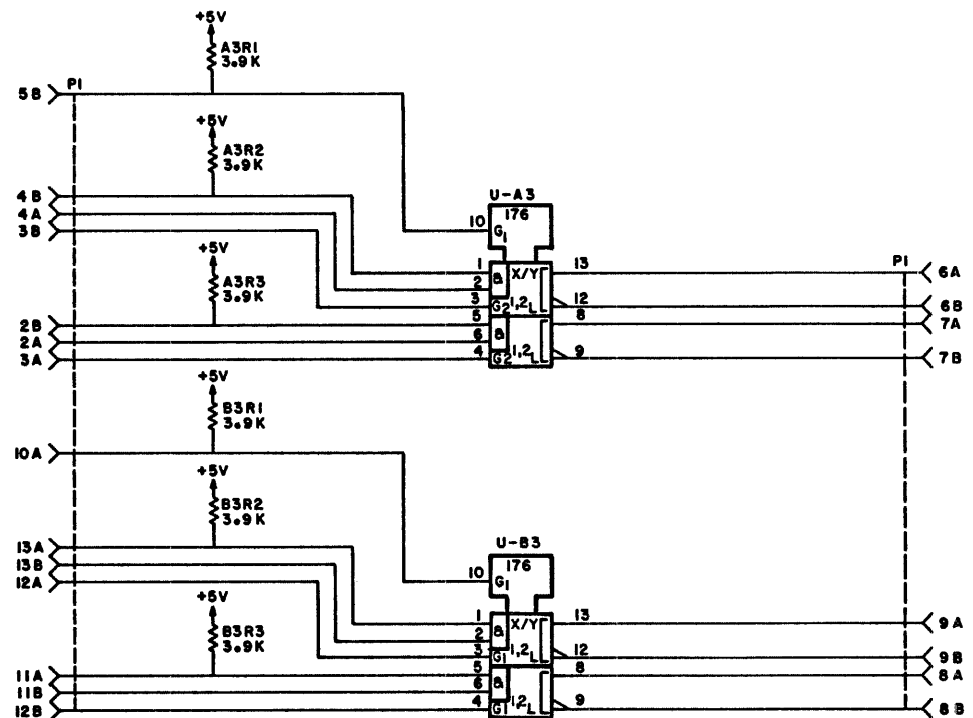 +5V
A3R1
3.9K
P1
5B
+5V
A3R2
3.9K
4B
4A
3B
U-A3
176
10 G1
+5V
A3R3
3.9K
1 & X/Y 13
2
3 G2 1,2L 12
5 & 8
6
4 G2 1,2L 9
2B
2A
3A
P1
6A
6B
7A
7B
+5V
B3R1
3.9K
10A
+5V
B3R2
3.9K
13A
13B
12A
U-B3
176
10 G1
+5V
B3R3
3.9K
1 & X/Y 13
2
3 G1 1,2L 12
5 & 8
6
4 G1 1,2L 9
11A
11B
12B
9A
9B
8A
8B